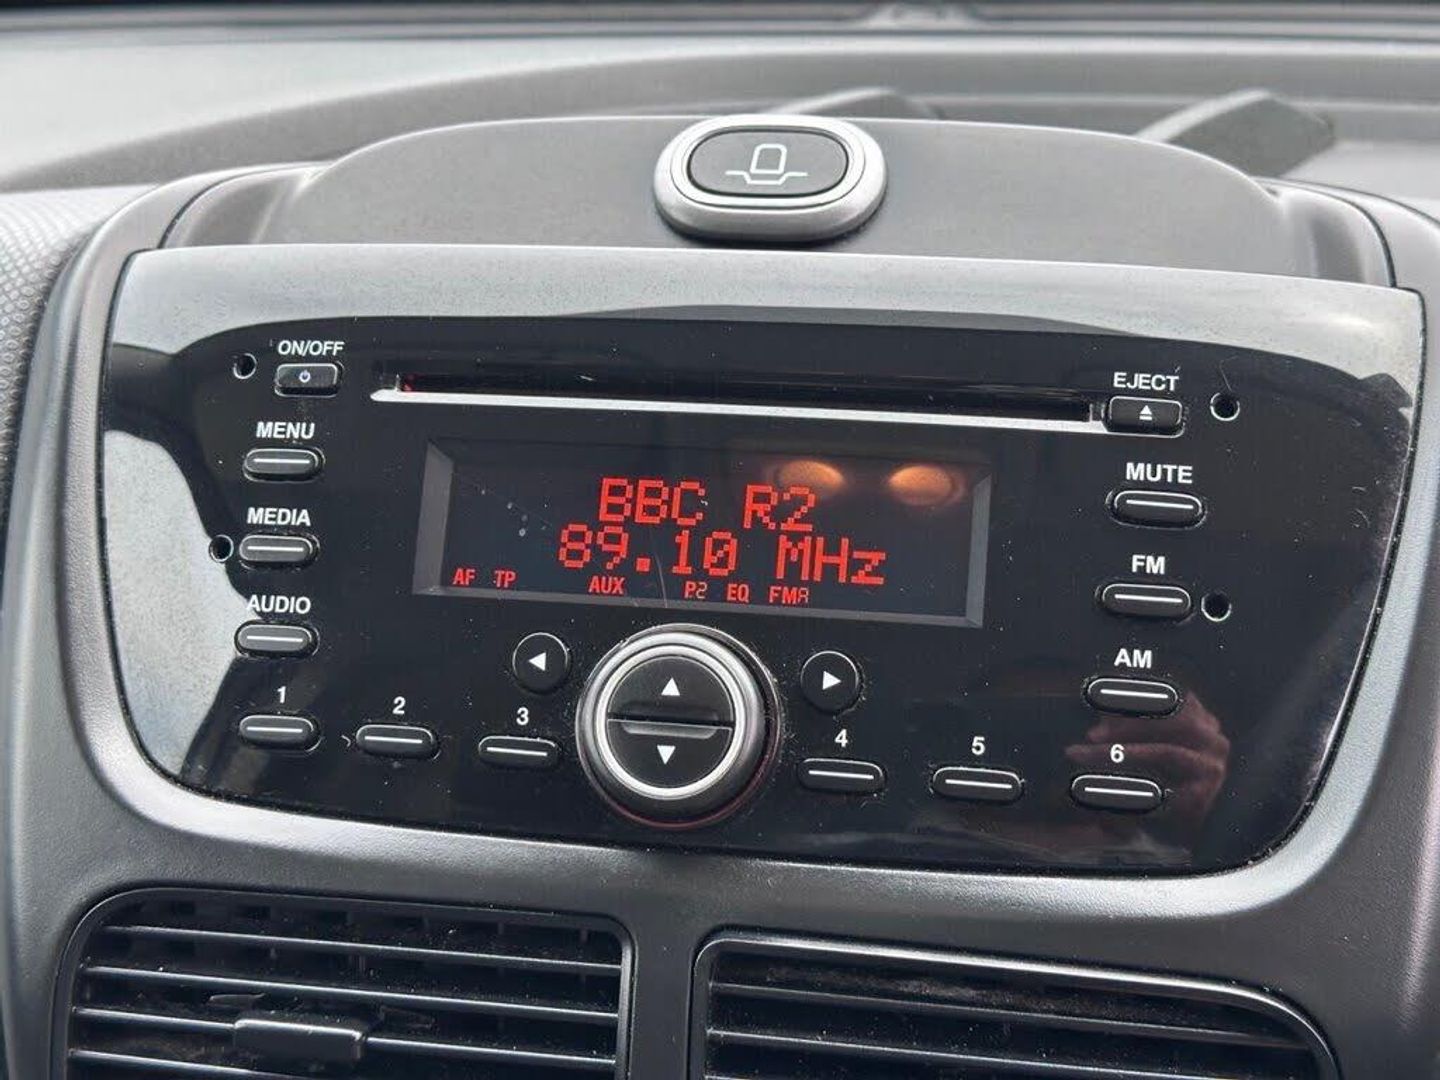 ON/OFF
EJECT
MENU
MUTE
BBC R2
MEDIA
89.10 MHz
FM
AF TP AUX P2 EQ FMA
AUDIO
AM
1
2
3
4
5
6